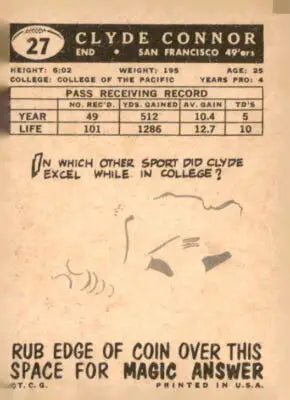 27
CLYDE CONNOR
END • SAN FRANCISCO 49'ers
HEIGHT: 6:02 WEIGHT: 195 AGE: 25
COLLEGE: COLLEGE OF THE PACIFIC YEARS PRO: 4
PASS RECEIVING RECORD
NO. REC'D. YDS. GAINED AV. GAIN TD'S
YEAR 49 512 10.4 5
LIFE 101 1286 12.7 10
IN WHICH OTHER SPORT DID CLYDE
EXCEL WHILE IN COLLEGE?
RUB EDGE OF COIN OVER THIS
SPACE FOR MAGIC ANSWER
©T.C.G. PRINTED IN U.S.A.